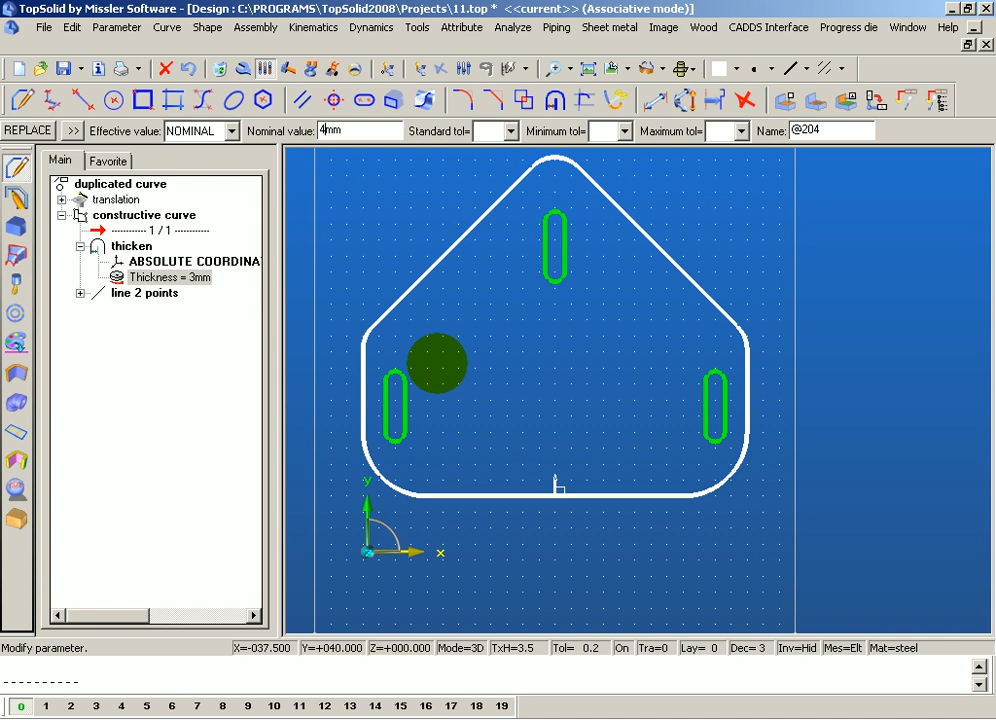 TopSolid by Missler Software - [Design : C:\PROGRAMS\TopSolid2008\Projects\11.top *  <<current>> (Associative mode)]
File Edit Parameter Curve Shape Assembly Kinematics Dynamics Tools Attribute Analyze Piping Sheet metal Image Wood CADDS Interface Progress die Window Help
REPLACE >> Effective value: NOMINAL Nominal value: 4mm Standard tol= Minimum tol= Maximum tol= Name: @204
Main Favorite
duplicated curve
translation
constructive curve
----------- 1 / 1 -----------
thicken
ABSOLUTE COORDINA
Thickness = 3mm
line 2 points
y
x
z
Modify parameter. X=-037.500 Y=+040.000 Z=+000.000 Mode=3D TxH=3.5 Tol= 0.2 On Tra=0 Lay= 0 Dec= 3 Inv=Hid Mes=Elt Mat=steel
----------
0 1 2 3 4 5 6 7 8 9 10 11 12 13 14 15 16 17 18 19